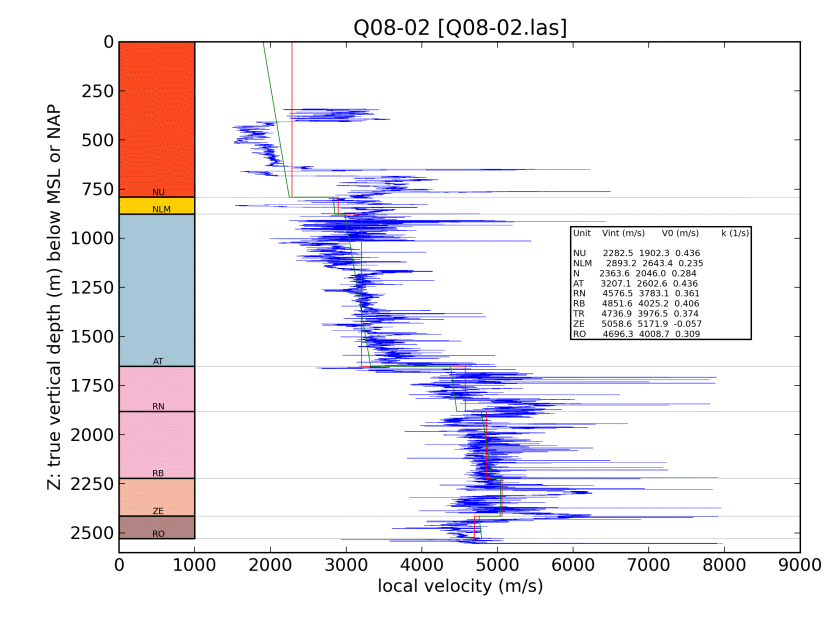 Q08-02 [Q08-02.las]
0
250
500
750
1000
1250
1500
1750
2000
2250
2500
Z: true vertical depth (m) below MSL or NAP
NU
NLM
AT
RN
RB
ZE
RO
Unit Vint (m/s) V0 (m/s) k (1/s)
NU 2282.5 1902.3 0.436
NLM 2893.2 2643.4 0.235
N 2363.6 2046.0 0.284
AT 3207.1 2602.6 0.436
RN 4576.5 3783.1 0.361
RB 4851.6 4025.2 0.406
TR 4736.9 3976.5 0.374
ZE 5058.6 5171.9 -0.057
RO 4696.3 4008.7 0.309
0 1000 2000 3000 4000 5000 6000 7000 8000 9000
local velocity (m/s)